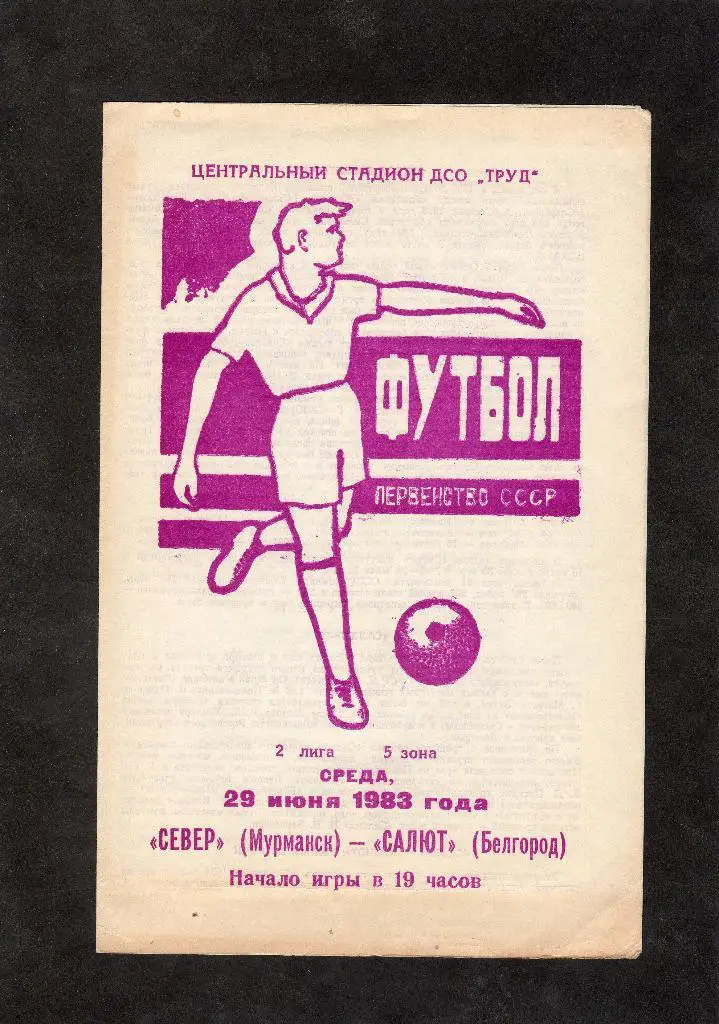 ЦЕНТРАЛЬНЫЙ СТАДИОН ДСО „ТРУД“
ФУТБОЛ
ПЕРВЕНСТВО СССР
2 лига 5 зона
СРЕДА,
29 июня 1983 года
«СЕВЕР» (Мурманск) — «САЛЮТ» (Белгород)
Начало игры в 19 часов